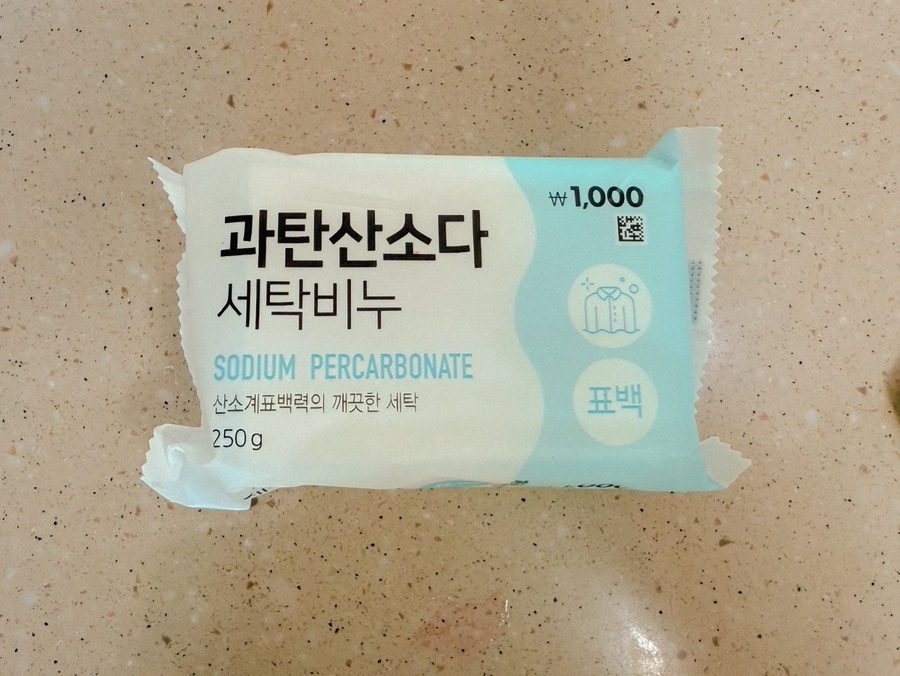 과탄산소다
세탁비누
SODIUM PERCARBONATE
산소계표백력의 깨끗한 세탁
250g
₩1,000
표백